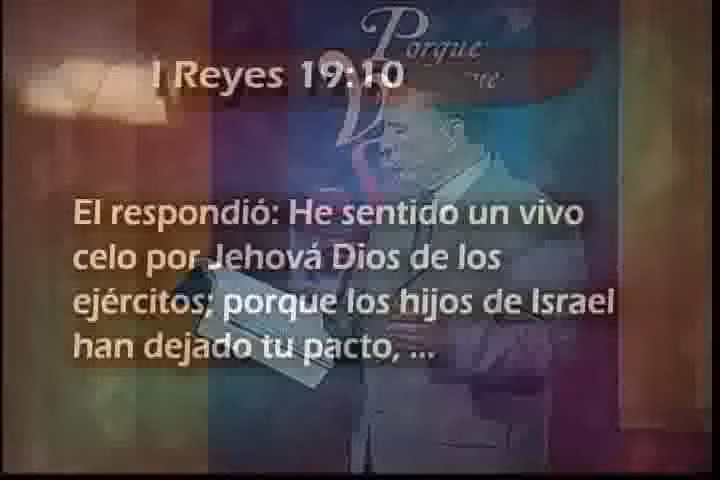 Porque
I Reyes 19:10
V
El respondió: He sentido un vivo
celo por Jehová Dios de los
ejércitos; porque los hijos de Israel
han dejado tu pacto, ...